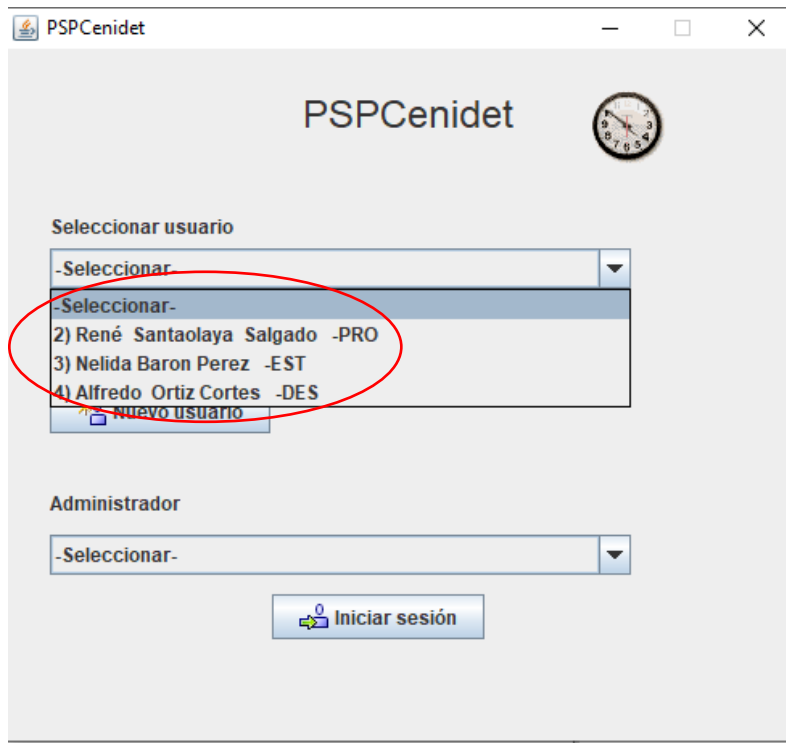 PSPCenidet
PSPCenidet
Seleccionar usuario
-Seleccionar-
-Seleccionar-
2) René Santaolaya Salgado -PRO
3) Nelida Baron Perez -EST
4) Alfredo Ortiz Cortes -DES
Nuevo usuario
Administrador
-Seleccionar-
Iniciar sesión